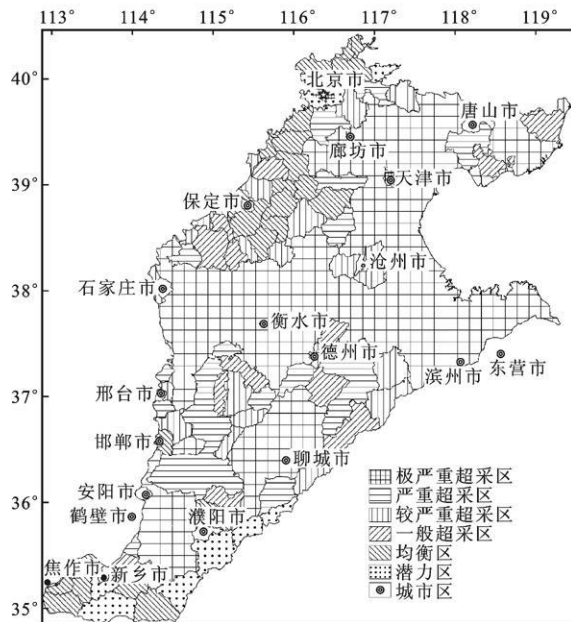 113° 114° 115° 116° 117° 118° 119°
40°
39°
38°
37°
36°
35°
北京市
唐山市
廊坊市
天津市
保定市
沧州市
石家庄市
衡水市
德州市
滨州市
东营市
邢台市
邯郸市
聊城市
安阳市
鹤壁市
濮阳市
焦作市
新乡市
极严重超采区
严重超采区
较严重超采区
一般超采区
均衡区
潜力区
城市区